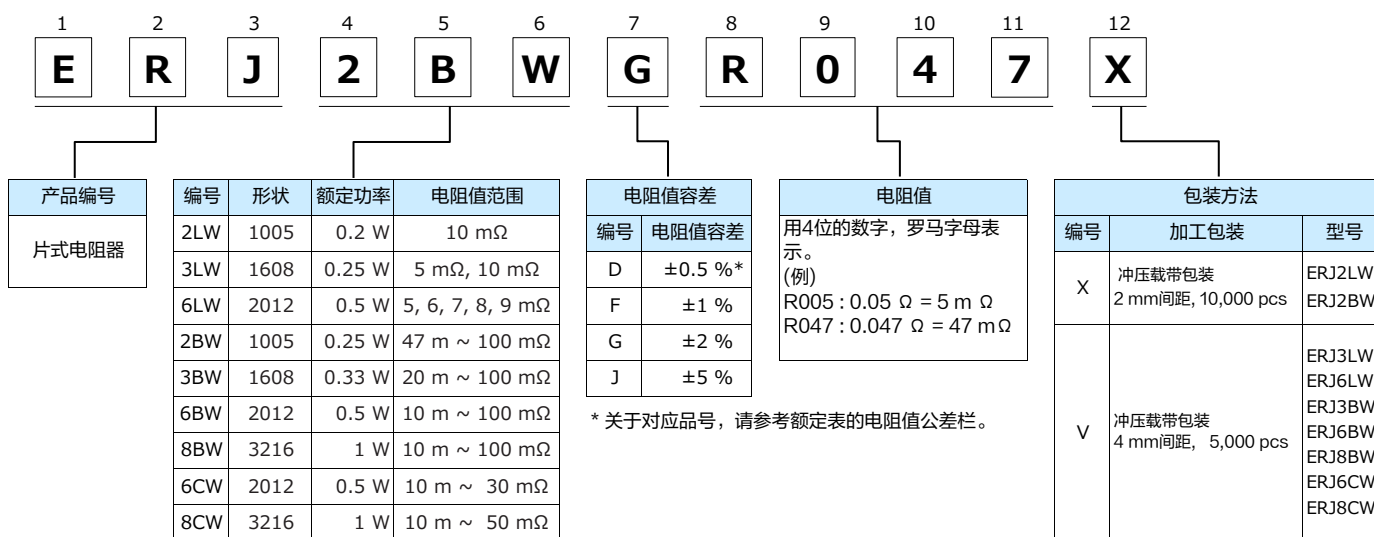 1 2 3 4 5 6 7 8 9 10 11 12
E R J 2 B W G R 0 4 7 X
产品编号
片式电阻器
编号 形状 额定功率 电阻值范围
2LW 1005 0.2 W 10 mΩ
3LW 1608 0.25 W 5 mΩ, 10 mΩ
6LW 2012 0.5 W 5, 6, 7, 8, 9 mΩ
2BW 1005 0.25 W 47 m ~ 100 mΩ
3BW 1608 0.33 W 20 m ~ 100 mΩ
6BW 2012 0.5 W 10 m ~ 100 mΩ
8BW 3216 1 W 10 m ~ 100 mΩ
6CW 2012 0.5 W 10 m ~ 30 mΩ
8CW 3216 1 W 10 m ~ 50 mΩ
电阻值容差
编号 电阻值容差
D ±0.5 %*
F ±1 %
G ±2 %
J ±5 %
* 关于对应品号，请参考额定表的电阻值公差栏。
电阻值
用4位的数字，罗马字母表
示。
(例)
R005 : 0.05 Ω = 5 m Ω
R047 : 0.047 Ω = 47 mΩ
包装方法
编号 加工包装 型号
X
冲压载带包装
2 mm间距, 10,000 pcs
ERJ2LW
ERJ2BW
V
冲压载带包装
4 mm间距, 5,000 pcs
ERJ3LW
ERJ6LW
ERJ3BW
ERJ6BW
ERJ8BW
ERJ6CW
ERJ8CW